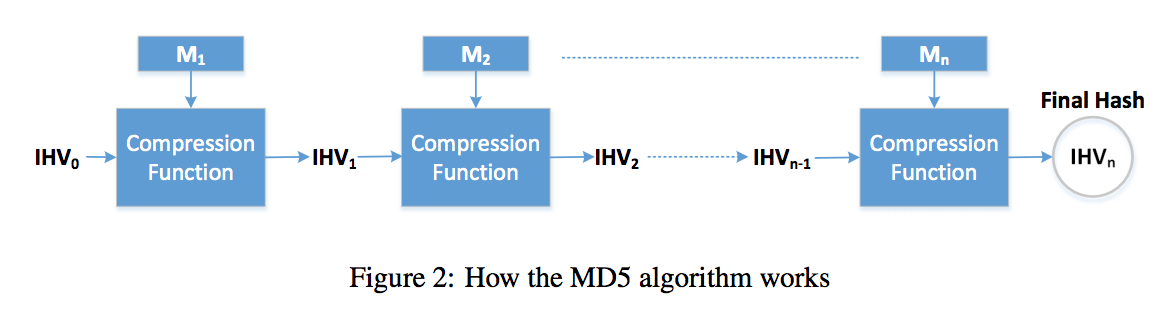 M₁
M₂
Mₙ
Final Hash
IHV₀
Compression
Function
IHV₁
Compression
Function
IHV₂
IHVₙ₋₁
Compression
Function
IHVₙ
Figure 2: How the MD5 algorithm works